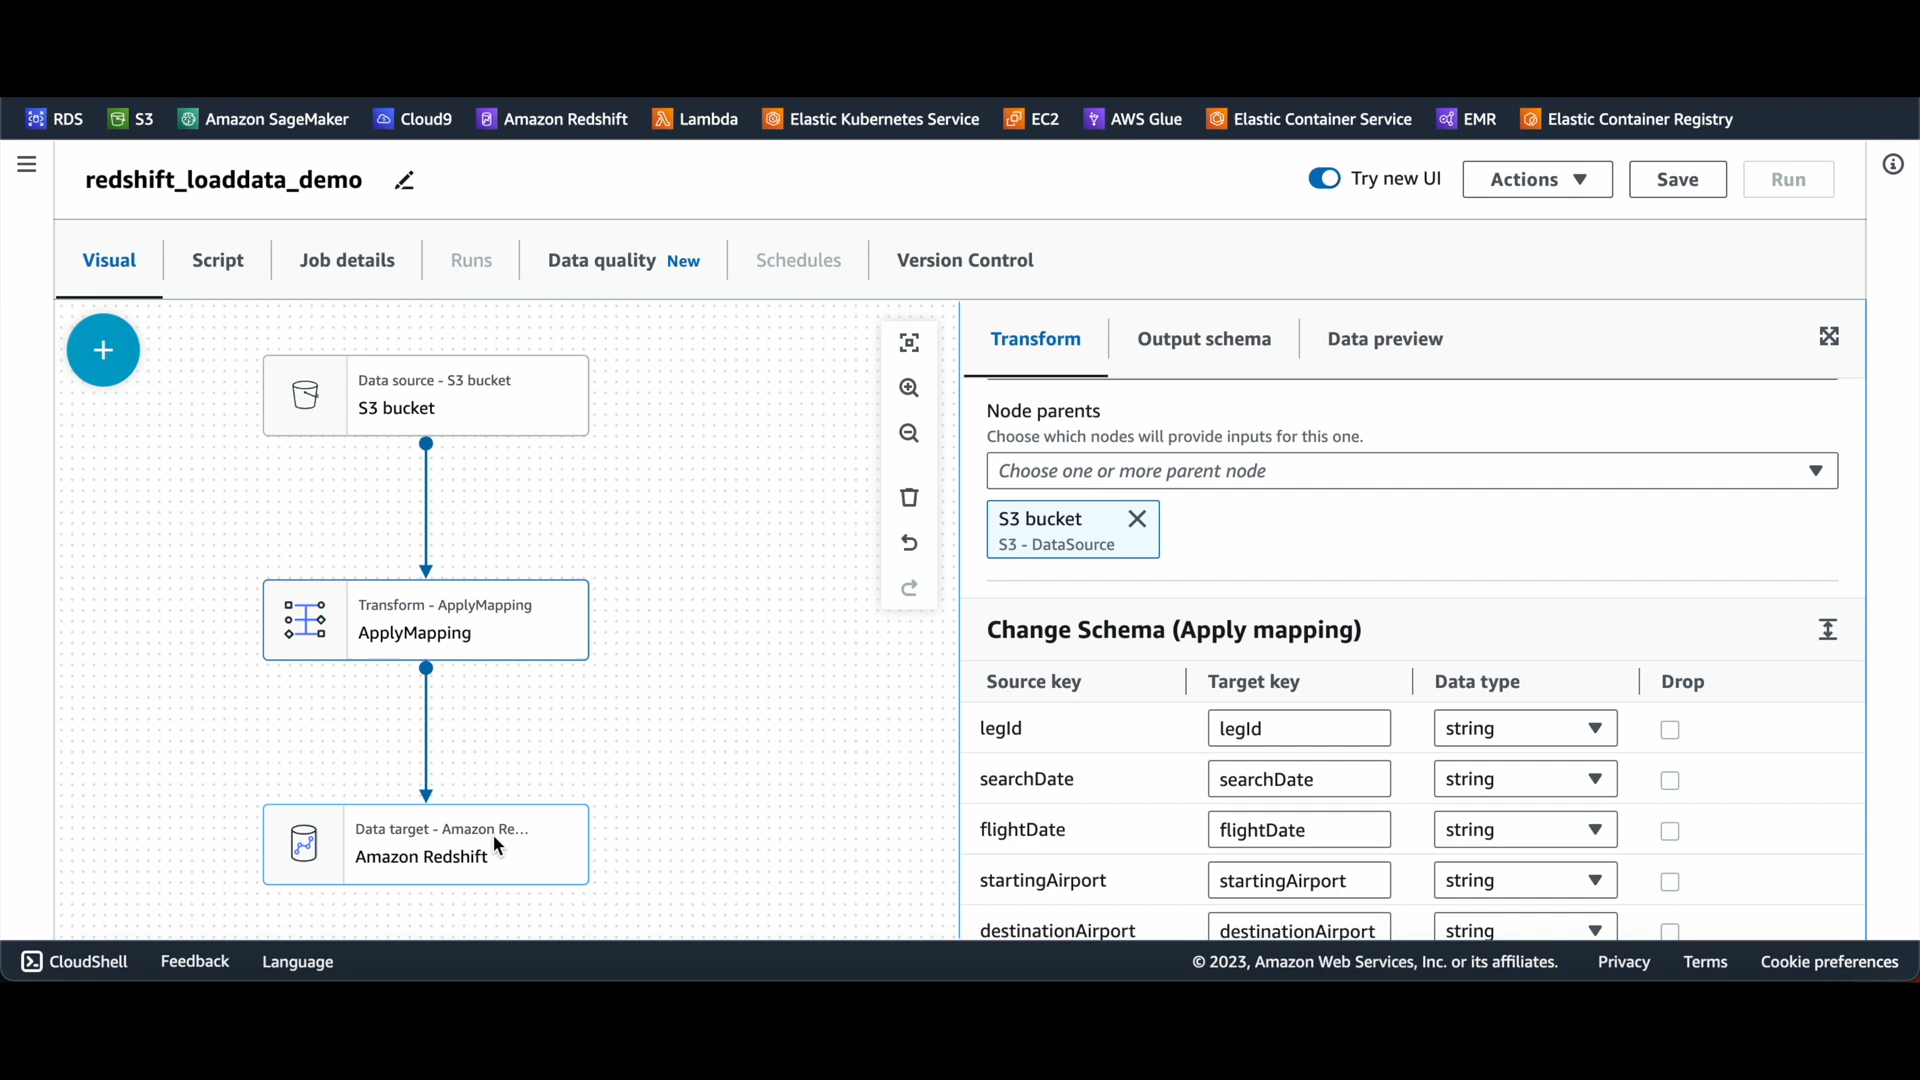 RDS S3 Amazon SageMaker Cloud9 Amazon Redshift Lambda Elastic Kubernetes Service EC2 AWS Glue Elastic Container Service EMR Elastic Container Registry
redshift_loaddata_demo Try new UI Actions Save Run
Visual Script Job details Runs Data quality New Schedules Version Control
Data source - S3 bucket
S3 bucket
Transform - ApplyMapping
ApplyMapping
Data target - Amazon Re...
Amazon Redshift
Transform Output schema Data preview
Node parents
Choose which nodes will provide inputs for this one.
Choose one or more parent node
S3 bucket
S3 - DataSource
Change Schema (Apply mapping)
Source key Target key Data type Drop
legId legId string
searchDate searchDate string
flightDate flightDate string
startingAirport startingAirport string
destinationAirport destinationAirport string
CloudShell Feedback Language © 2023, Amazon Web Services, Inc. or its affiliates. Privacy Terms Cookie preferences